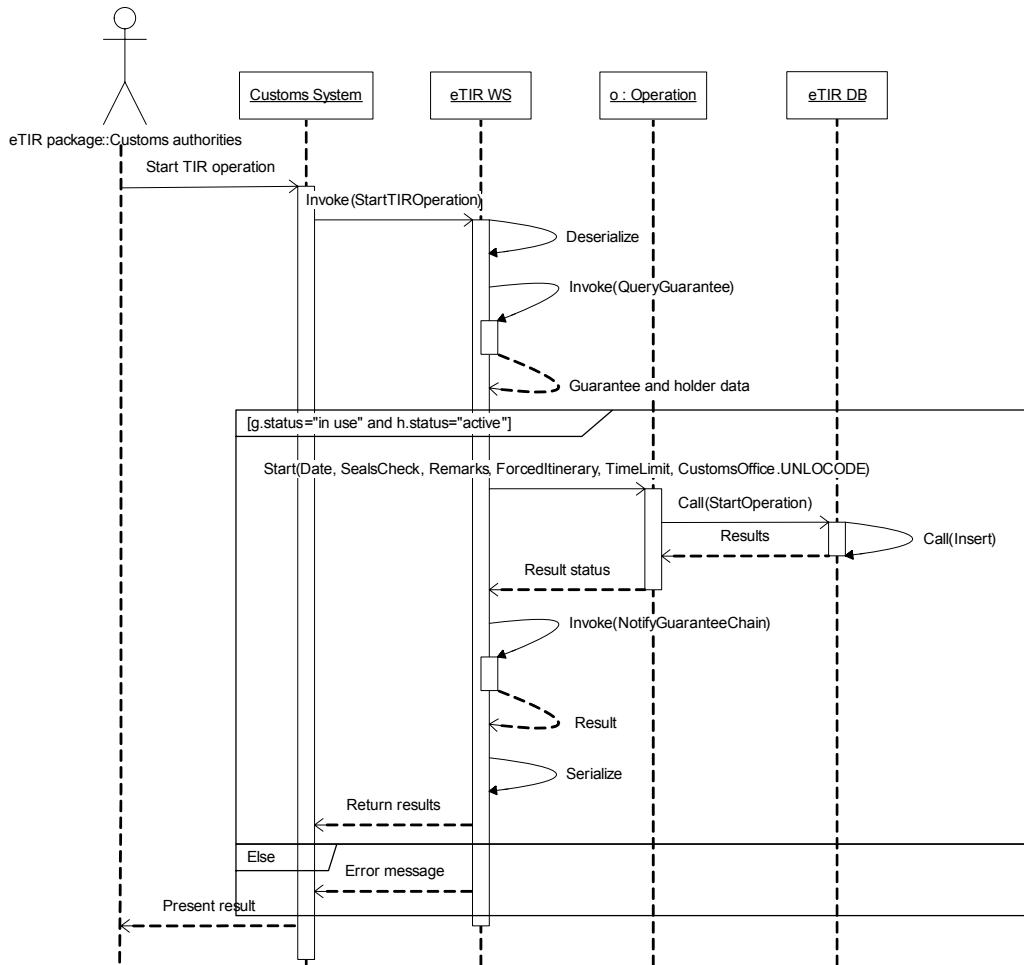 Customs System
eTIR WS
o : Operation
eTIR DB
eTIR package::Customs authorities
Start TIR operation
Invoke(StartTIROperation)
Deserialize
Invoke(QueryGuarantee)
Guarantee and holder data
[g.status="in use" and h.status="active"]
Start(Date, SealsCheck, Remarks, ForcedItinerary, TimeLimit, CustomsOffice.UNLOCODE)
Call(StartOperation)
Results
Call(Insert)
Result status
Invoke(NotifyGuaranteeChain)
Result
Serialize
Return results
Else
Error message
Present result